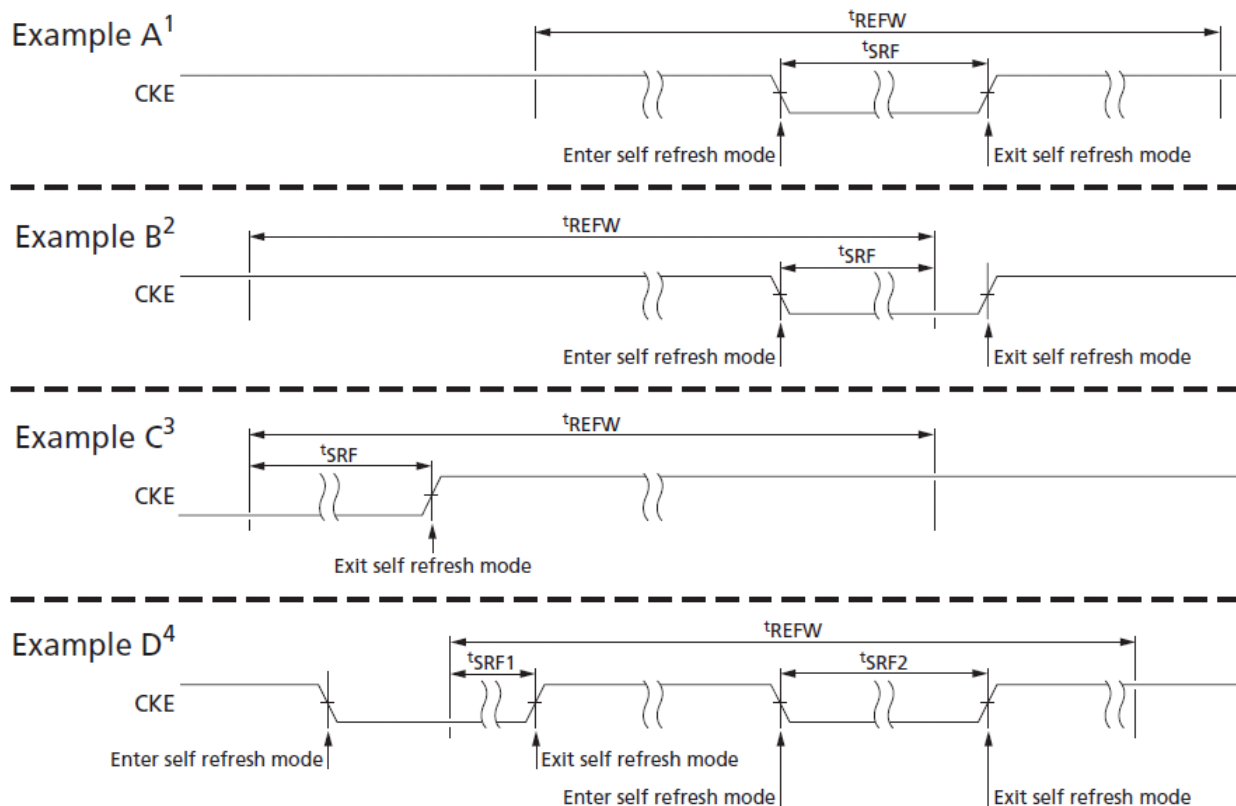 Example A¹
tREFW
tSRF
CKE
Enter self refresh mode
Exit self refresh mode
Example B²
tREFW
tSRF
CKE
Enter self refresh mode
Exit self refresh mode
Example C³
tREFW
tSRF
CKE
Exit self refresh mode
Example D⁴
tREFW
tSRF1
tSRF2
CKE
Enter self refresh mode
Exit self refresh mode
Enter self refresh mode
Exit self refresh mode